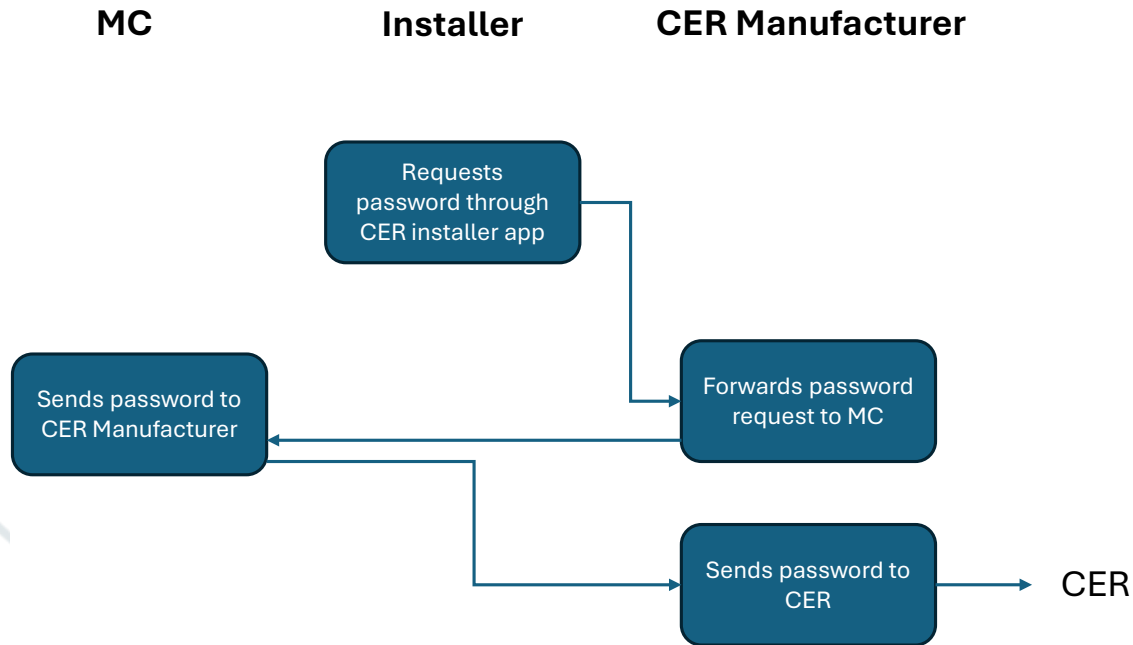 MC
Installer
CER Manufacturer
Requests
password through
CER installer app
Sends password to
CER Manufacturer
Forwards password
request to MC
Sends password to
CER
CER